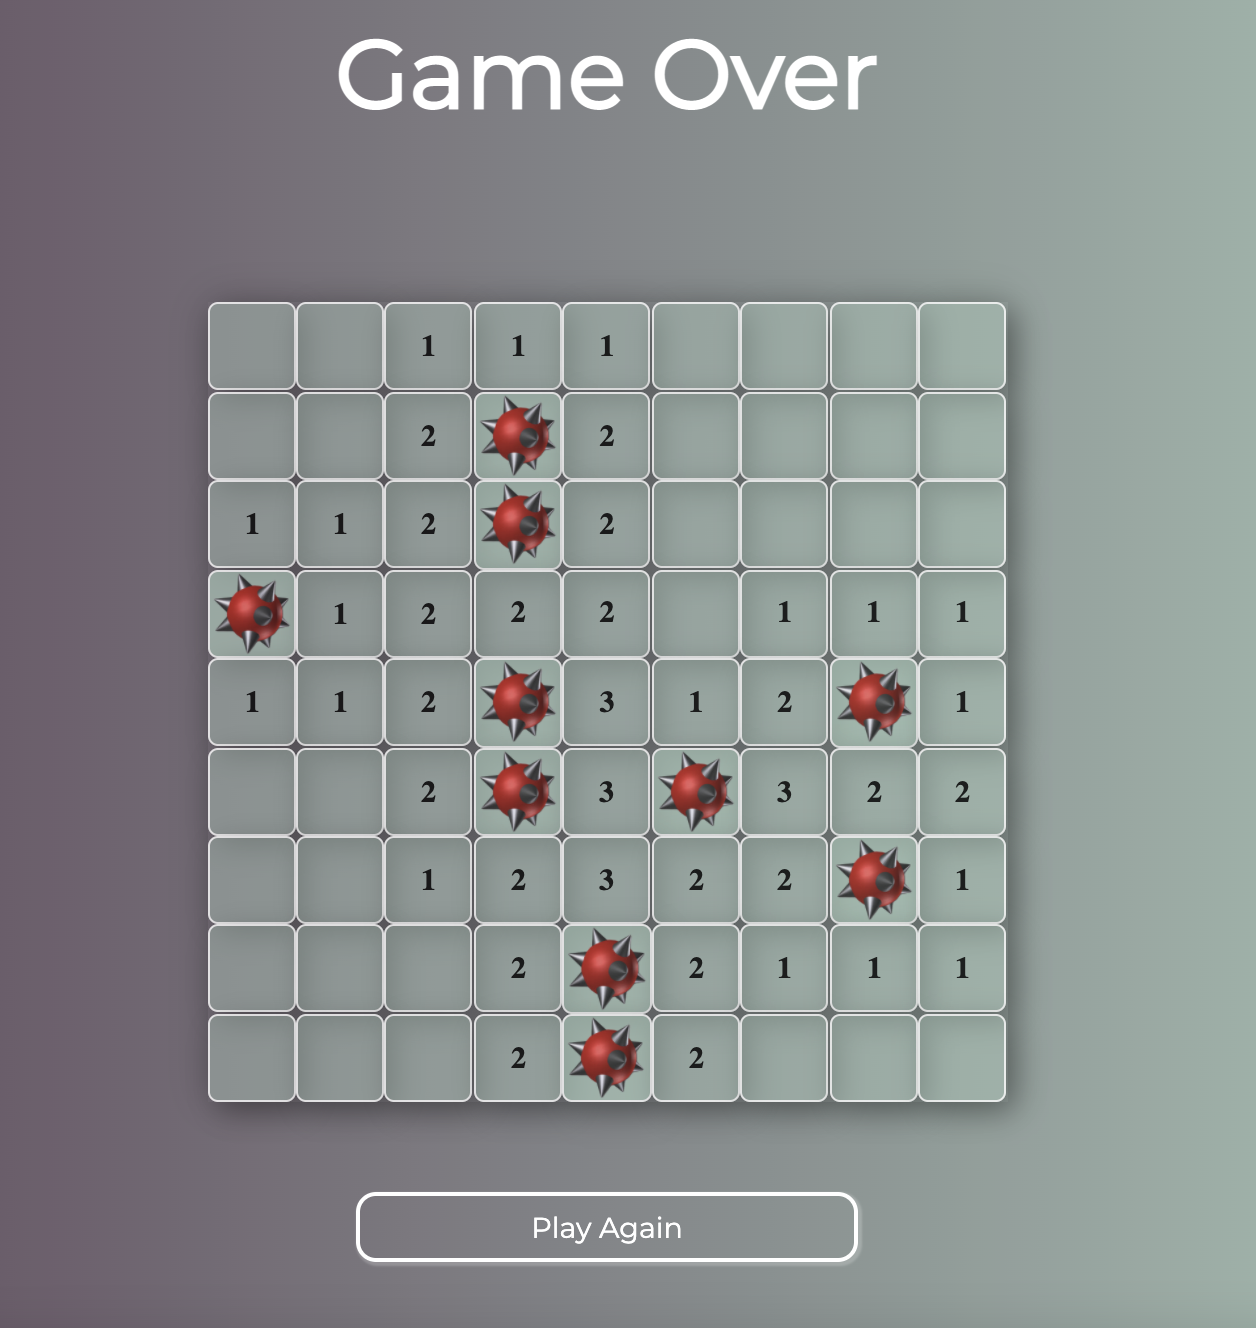 Game Over
1 1 1
2 2
1 1 2 2
1 2 2 2 1 1 1
1 1 2 3 1 2 1
2 3 3 2 2
1 2 3 2 2 1
2 2 1 1 1
2 2
Play Again